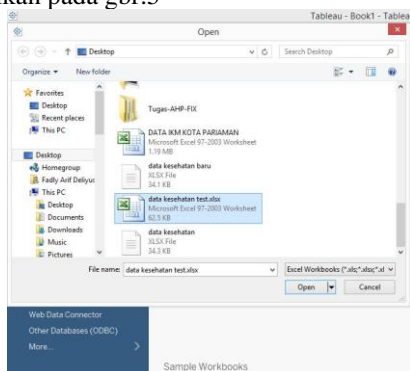 kan pada gbr.3
Tableau - Book1 - Tablea
Open
Desktop
Search Desktop
Organize
New folder
Favorites
Desktop
Recent places
This PC
Desktop
Homegroup
Fadly Arif Deliyu
This PC
Desktop
Documents
Downloads
Music
Pictures
Tugas-AHP-FIX
DATA IKM KOTA PARIAMAN
Microsoft Excel 97-2003 Worksheet
1.19 MB
data kesehatan baru
XLSX File
34.1 KB
data kesehatan test.xlsx
Microsoft Excel 97-2003 Worksheet
62.5 KB
data kesehatan
XLSX File
34.3 KB
File name: data kesehatan test.xlsx
Excel Workbooks (*.xls;*.xlsx;*.xl
Open
Cancel
Web Data Connector
Other Databases (ODBC)
More...
Sample Workbooks